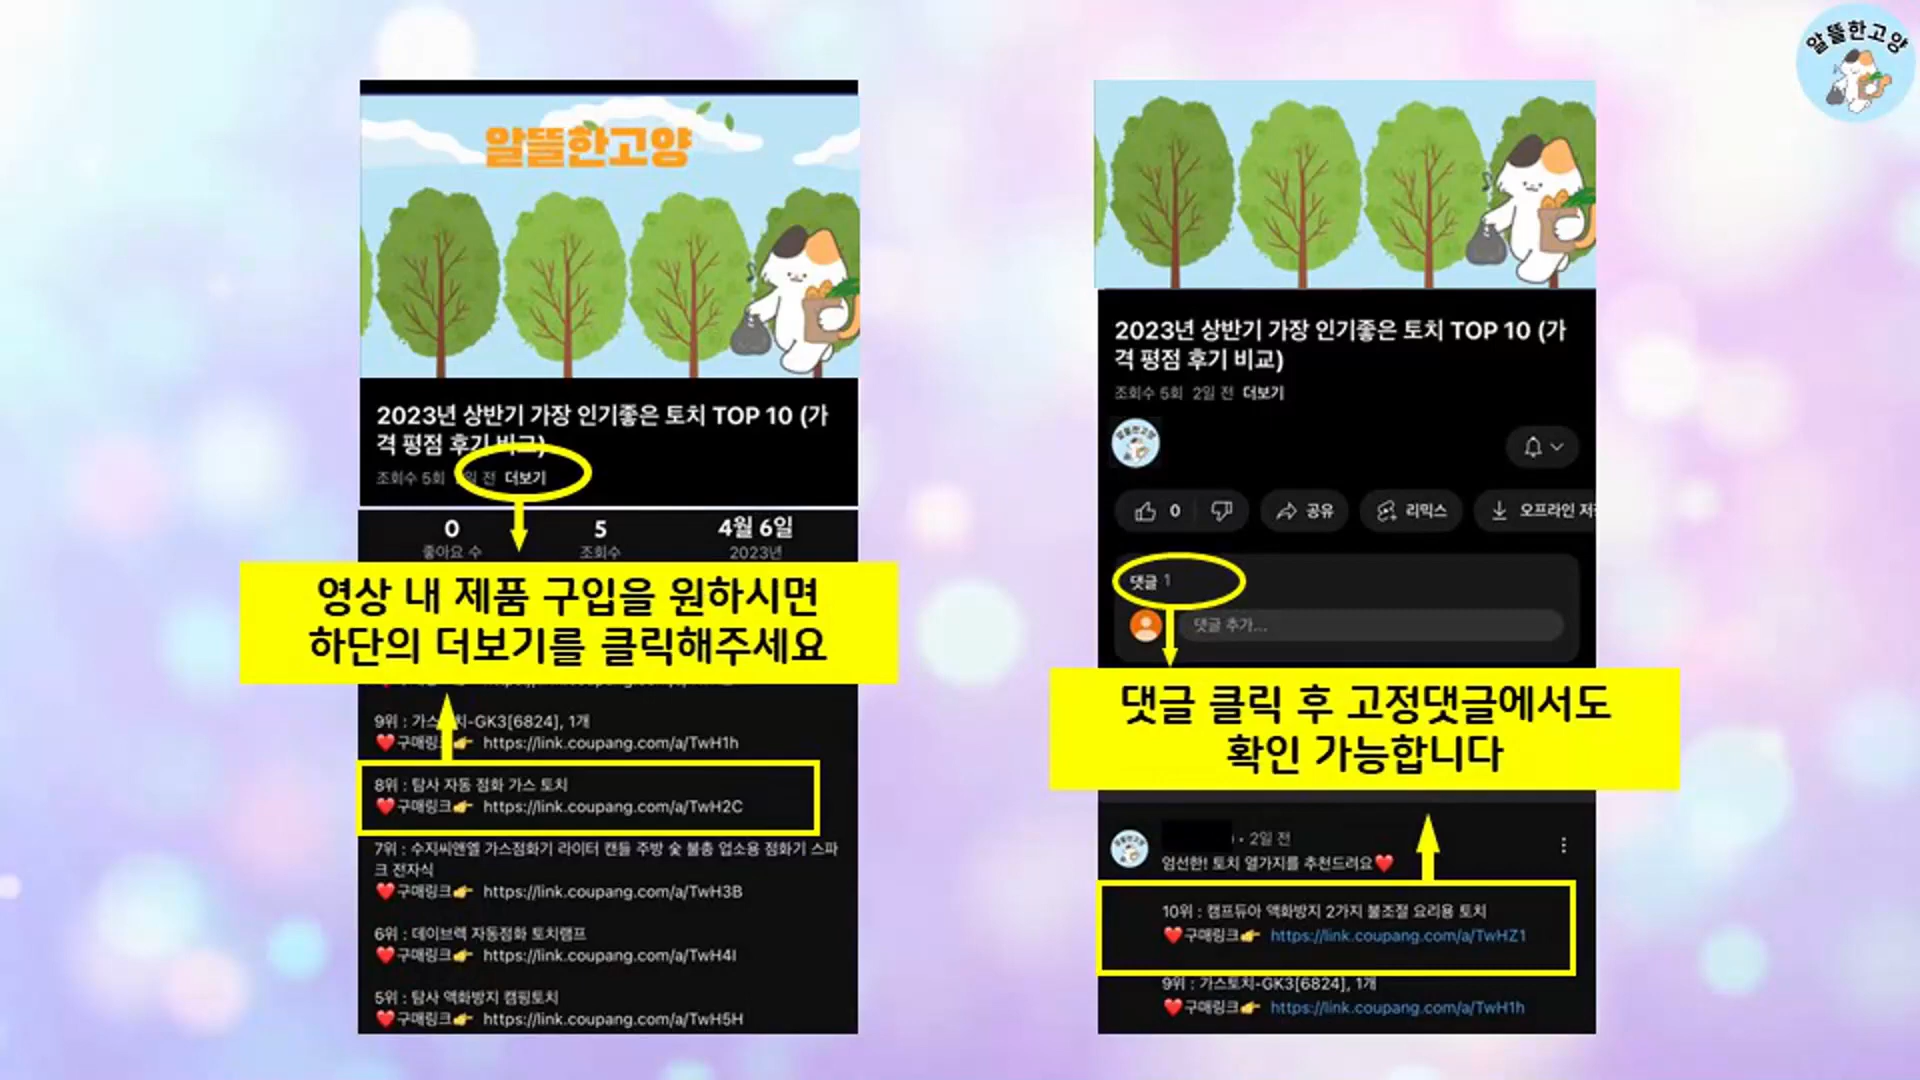 알뜰한고양
알뜰한고양
2023년 상반기 가장 인기좋은 토치 TOP 10 (가
격 평점 후기 비교)
조회수 5회 일 전 더보기
0 5 4월 6일
좋아요 수 조회수 2023년
영상 내 제품 구입을 원하시면
하단의 더보기를 클릭해주세요
9위 : 가스토치-GK3[6824], 1개
❤️구매링크👉 https://link.coupang.com/a/TwH1h
8위 : 탐사 자동 점화 가스 토치
❤️구매링크👉 https://link.coupang.com/a/TwH2C
7위 : 수지씨앤엘 가스점화기 라이터 캔들 주방 숯 불총 업소용 점화기 스파
크 전자식
❤️구매링크👉 https://link.coupang.com/a/TwH3B
6위 : 데이브렉 자동점화 토치램프
❤️구매링크👉 https://link.coupang.com/a/TwH4I
5위 : 탐사 액화방지 캠핑토치
❤️구매링크👉 https://link.coupang.com/a/TwH5H
2023년 상반기 가장 인기좋은 토치 TOP 10 (가
격 평점 후기 비교)
조회수 5회 2일 전 더보기
알뜰한고양
0 공유 리믹스 오프라인 저
댓글 1
댓글 추가...
댓글 클릭 후 고정댓글에서도
확인 가능합니다
알뜰한고양
• 2일 전
엄선한! 토치 열가지를 추천드려요❤️
10위 : 캠프듀아 액화방지 2가지 불조절 요리용 토치
❤️구매링크👉 https://link.coupang.com/a/TwHZ1
9위 : 가스토치-GK3[6824], 1개
❤️구매링크👉 https://link.coupang.com/a/TwH1h